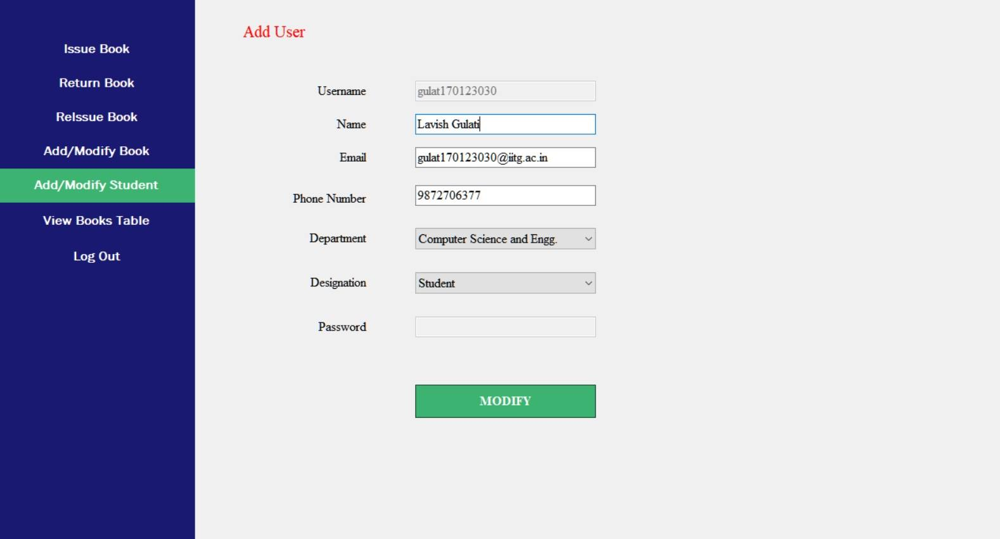 Issue Book
Return Book
ReIssue Book
Add/Modify Book
Add/Modify Student
View Books Table
Log Out
Add User
Username gulat170123030
Name Lavish Gulati
Email gulat170123030@iitg.ac.in
Phone Number 9872706377
Department Computer Science and Engg.
Designation Student
Password
MODIFY